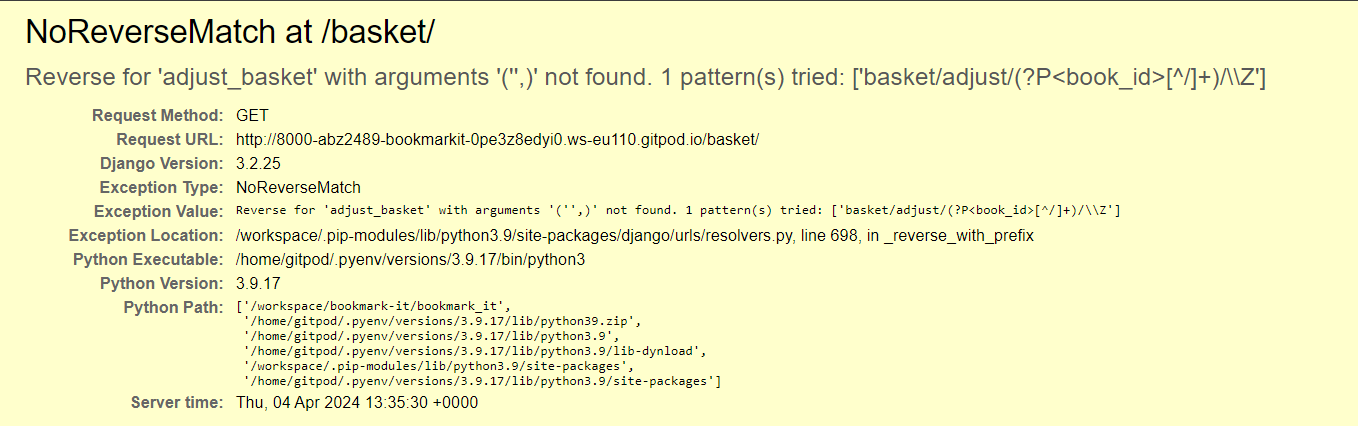 NoReverseMatch at /basket/
Reverse for 'adjust_basket' with arguments '('',)' not found. 1 pattern(s) tried: ['basket/adjust/(?P<book_id>[^/]+)/\\Z']
Request Method: GET
Request URL: http://8000-abz2489-bookmarkit-0pe3z8edyi0.ws-eu110.gitpod.io/basket/
Django Version: 3.2.25
Exception Type: NoReverseMatch
Exception Value: Reverse for 'adjust_basket' with arguments '('',)' not found. 1 pattern(s) tried: ['basket/adjust/(?P<book_id>[^/]+)/\\Z']
Exception Location: /workspace/.pip-modules/lib/python3.9/site-packages/django/urls/resolvers.py, line 698, in _reverse_with_prefix
Python Executable: /home/gitpod/.pyenv/versions/3.9.17/bin/python3
Python Version: 3.9.17
Python Path: ['/workspace/bookmark-it/bookmark_it',
'/home/gitpod/.pyenv/versions/3.9.17/lib/python39.zip',
'/home/gitpod/.pyenv/versions/3.9.17/lib/python3.9',
'/home/gitpod/.pyenv/versions/3.9.17/lib/python3.9/lib-dynload',
'/workspace/.pip-modules/lib/python3.9/site-packages',
'/home/gitpod/.pyenv/versions/3.9.17/lib/python3.9/site-packages']
Server time: Thu, 04 Apr 2024 13:35:30 +0000